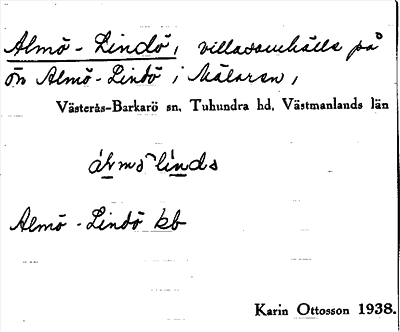 Almö-Lindö, villasamhälle på
ön Almö-Lindö i Mälaren,
Västerås-Barkarö sn, Tuhundra hd, Västmanlands län
Almö-Lindö kb
Karin Ottosson 1938.